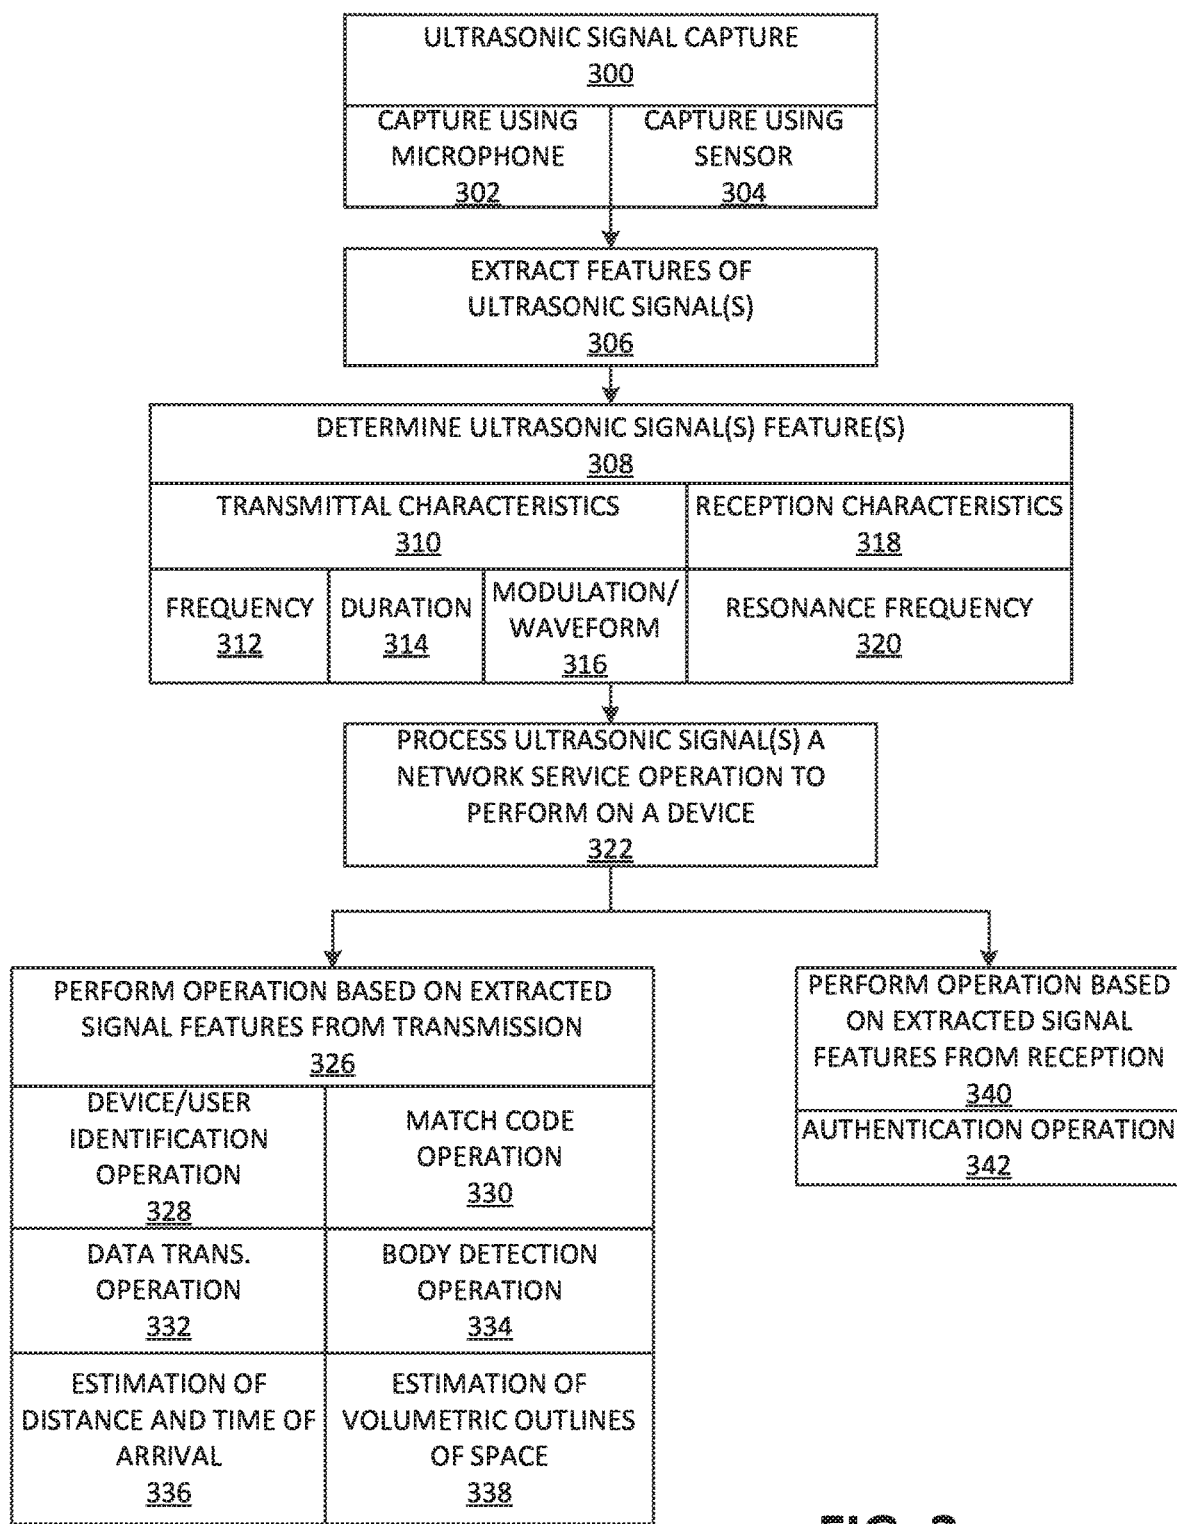 ULTRASONIC SIGNAL CAPTURE
300
CAPTURE USING
MICROPHONE
302
CAPTURE USING
SENSOR
304
EXTRACT FEATURES OF
ULTRASONIC SIGNAL(S)
306
DETERMINE ULTRASONIC SIGNAL(S) FEATURE(S)
308
TRANSMITTAL CHARACTERISTICS
310
RECEPTION CHARACTERISTICS
318
FREQUENCY
312
DURATION
314
MODULATION/
WAVEFORM
316
RESONANCE FREQUENCY
320
PROCESS ULTRASONIC SIGNAL(S) A
NETWORK SERVICE OPERATION TO
PERFORM ON A DEVICE
322
PERFORM OPERATION BASED ON EXTRACTED
SIGNAL FEATURES FROM TRANSMISSION
326
DEVICE/USER
IDENTIFICATION
OPERATION
328
MATCH CODE
OPERATION
330
DATA TRANS.
OPERATION
332
BODY DETECTION
OPERATION
334
ESTIMATION OF
DISTANCE AND TIME OF
ARRIVAL
336
ESTIMATION OF
VOLUMETRIC OUTLINES
OF SPACE
338
PERFORM OPERATION BASED
ON EXTRACTED SIGNAL
FEATURES FROM RECEPTION
340
AUTHENTICATION OPERATION
342
FIG.